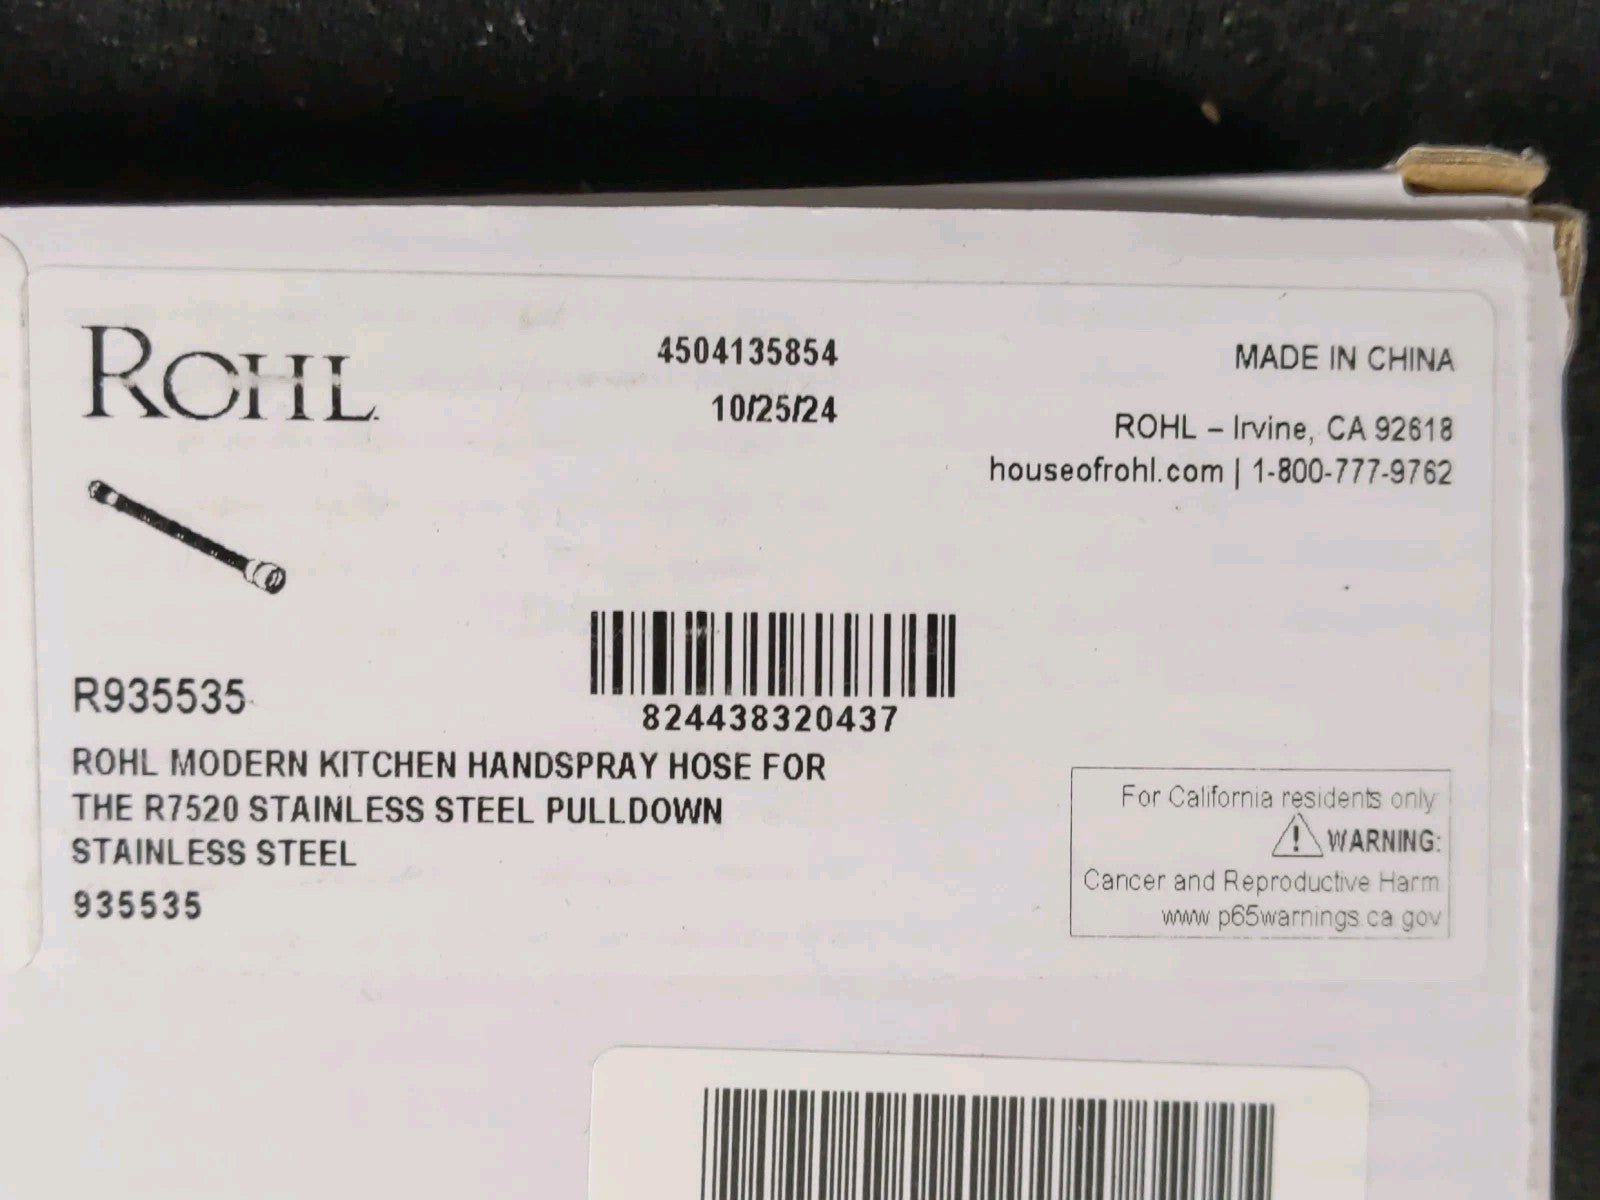 ROHL
4504135854
10/25/24
MADE IN CHINA
ROHL – Irvine, CA 92618
houseofrohl.com | 1-800-777-9762
R935535
824438320437
ROHL MODERN KITCHEN HANDSPRAY HOSE FOR
THE R7520 STAINLESS STEEL PULLDOWN
STAINLESS STEEL
935535
For California residents only
WARNING:
Cancer and Reproductive Harm
www.p65warnings.ca.gov